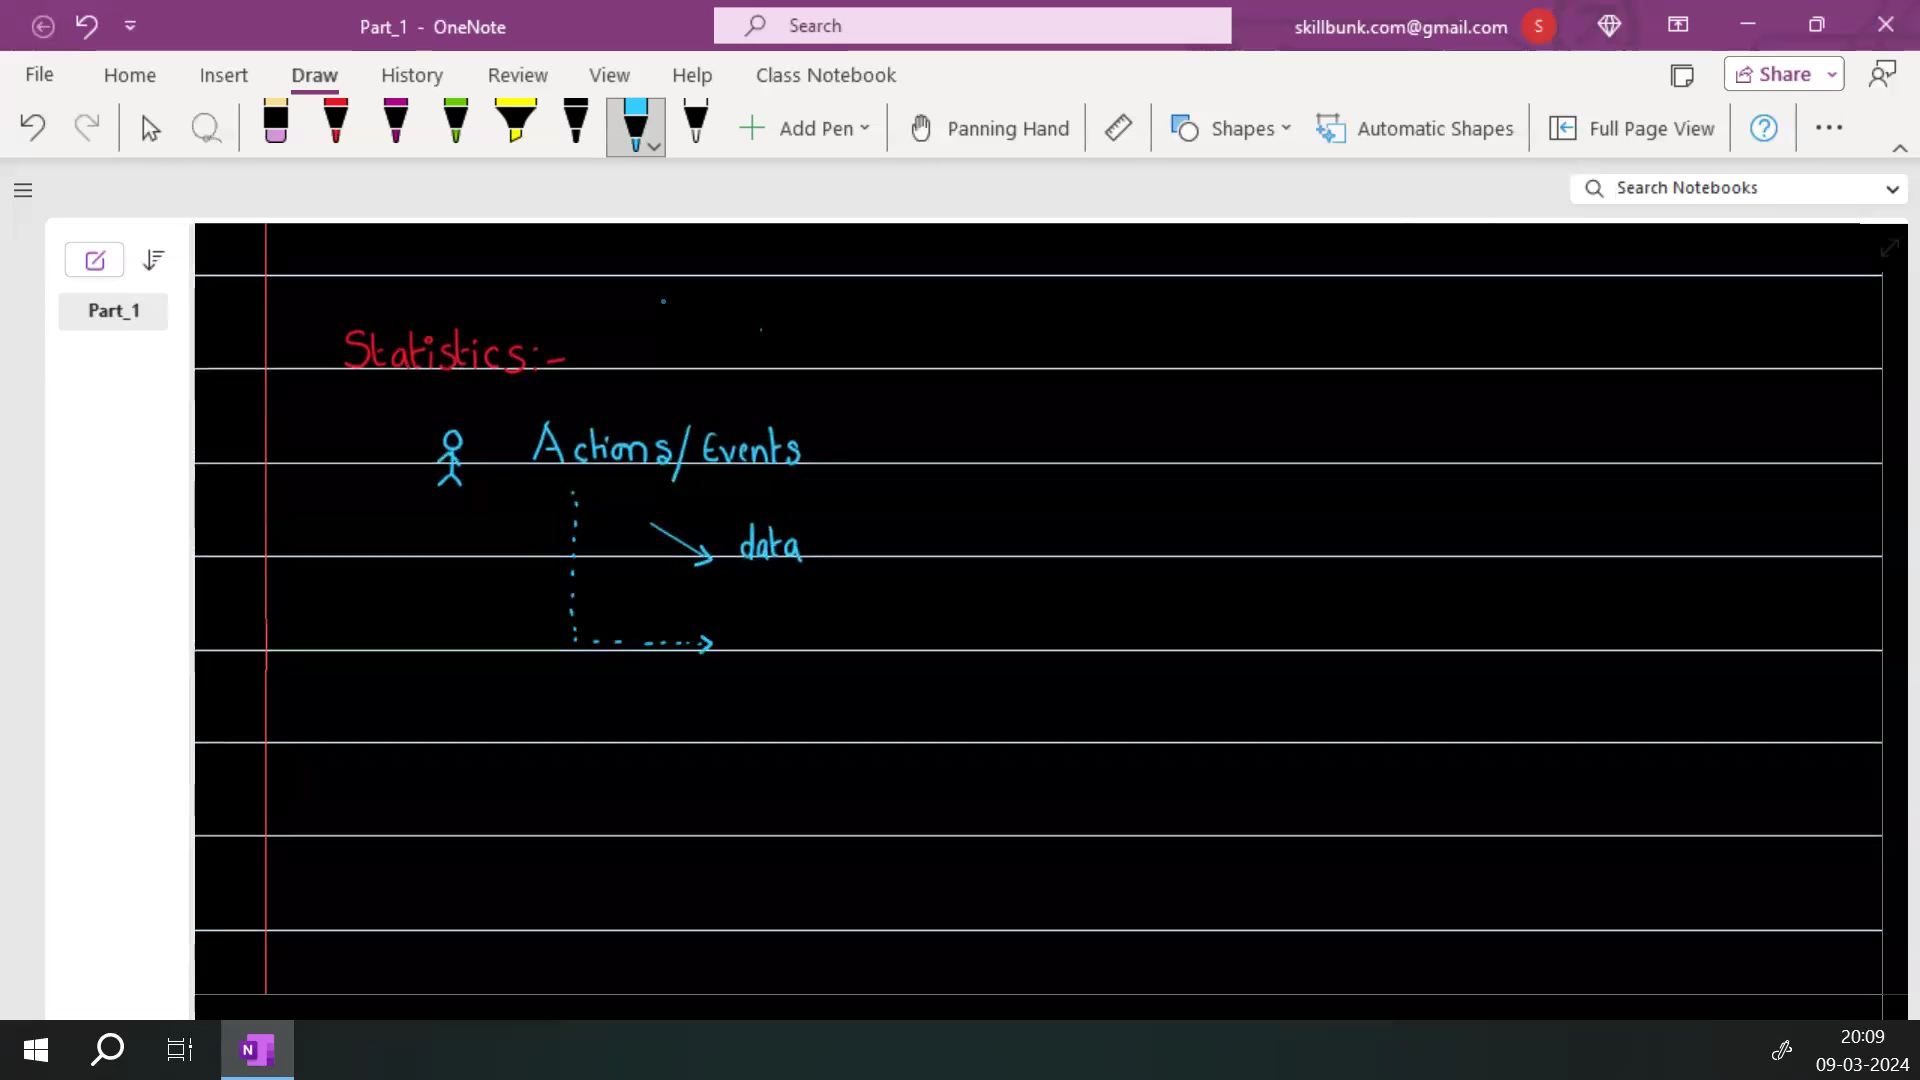 Part_1 - OneNote
Search
skillbunk.com@gmail.com
S
File Home Insert Draw History Review View Help Class Notebook
Share
Add Pen
Panning Hand
Shapes
Automatic Shapes
Full Page View
Search Notebooks
Part_1
Statistics:-
Actions/Events
data
N
20:09
09-03-2024